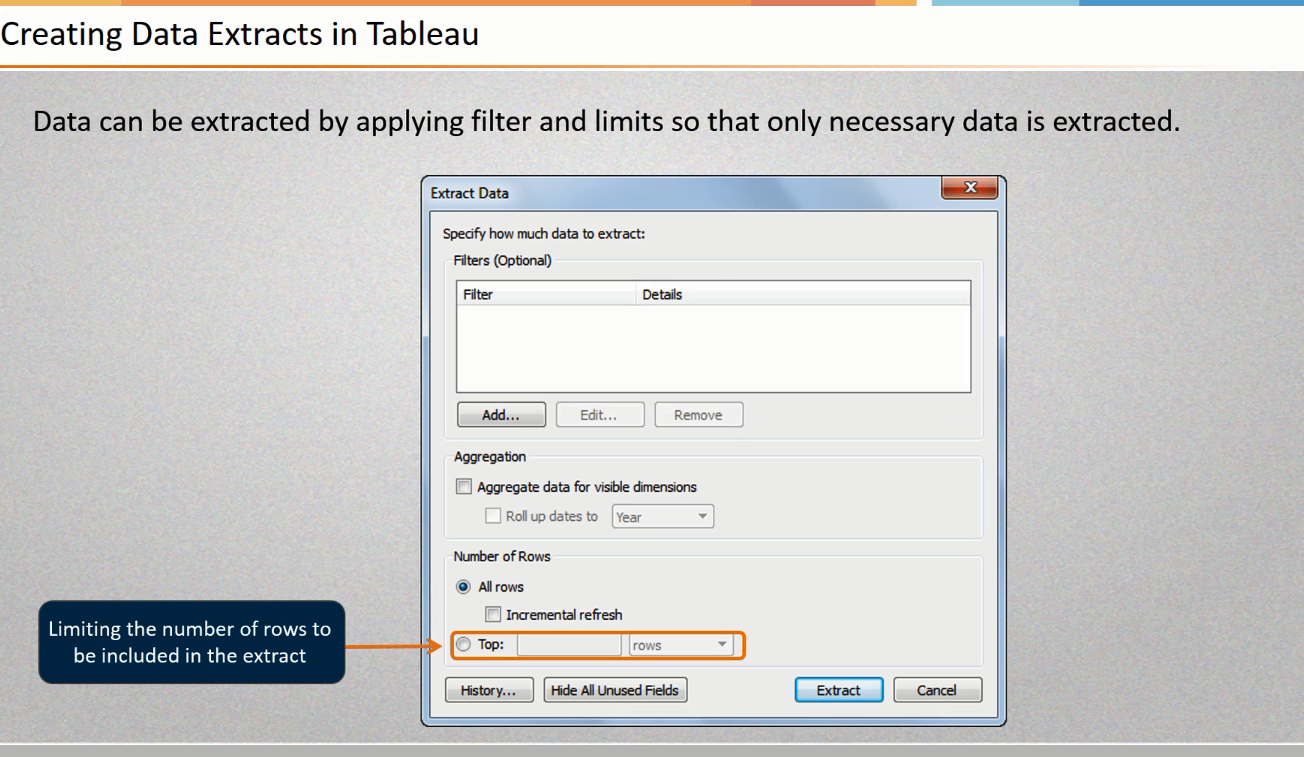 Creating Data Extracts in Tableau
Data can be extracted by applying filter and limits so that only necessary data is extracted.
Extract Data
X
Specify how much data to extract:
Filters (Optional)
Filter Details
Add... Edit... Remove
Aggregation
Aggregate data for visible dimensions
Roll up dates to Year
Number of Rows
All rows
Incremental refresh
Limiting the number of rows to
be included in the extract
Top: rows
History... Hide All Unused Fields Extract Cancel